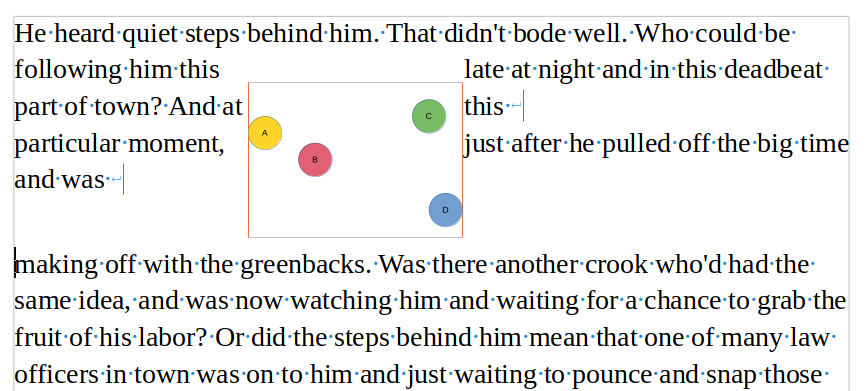 He heard quiet steps behind him. That didn't bode well. Who could be
following him this late at night and in this deadbeat
part of town? And at this
particular moment, just after he pulled off the big time
and was
A
B
C
D
making off with the greenbacks. Was there another crook who'd had the
same idea, and was now watching him and waiting for a chance to grab the
fruit of his labor? Or did the steps behind him mean that one of many law
officers in town was on to him and just waiting to pounce and snap those